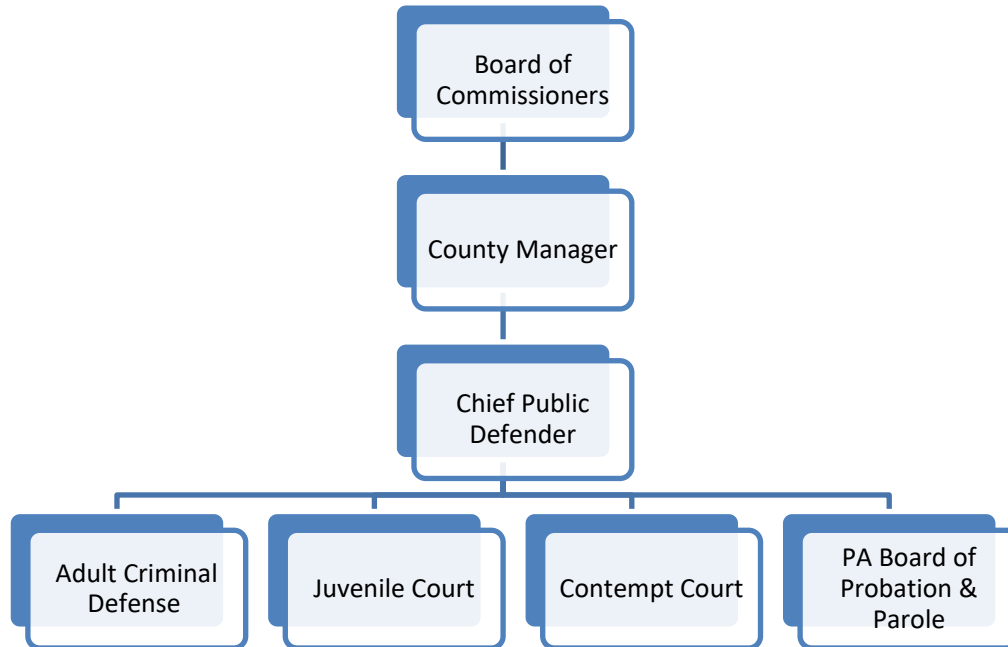 Board of
Commissioners
County Manager
Chief Public
Defender
Adult Criminal
Defense
Juvenile Court
Contempt Court
PA Board of
Probation &
Parole